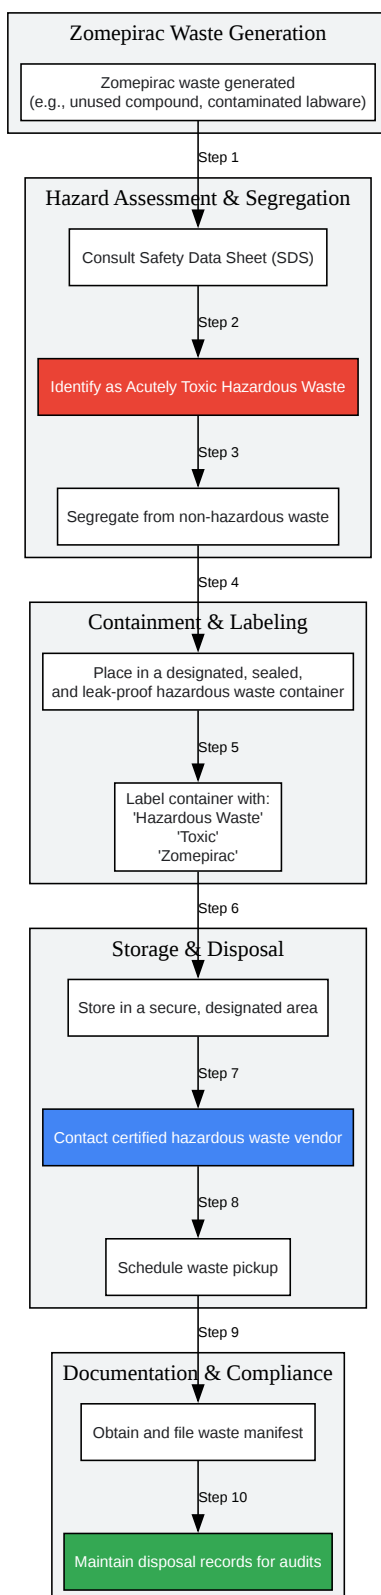 Zomepirac Waste Generation
Zomepirac waste generated
(e.g., unused compound, contaminated labware)
Step 1
Hazard Assessment & Segregation
Consult Safety Data Sheet (SDS)
Step 2
Identify as Acutely Toxic Hazardous Waste
Step 3
Segregate from non-hazardous waste
Step 4
Containment & Labeling
Place in a designated, sealed,
and leak-proof hazardous waste container
Step 5
Label container with:
'Hazardous Waste'
'Toxic'
'Zomepirac'
Step 6
Storage & Disposal
Store in a secure, designated area
Step 7
Contact certified hazardous waste vendor
Step 8
Schedule waste pickup
Step 9
Documentation & Compliance
Obtain and file waste manifest
Step 10
Maintain disposal records for audits